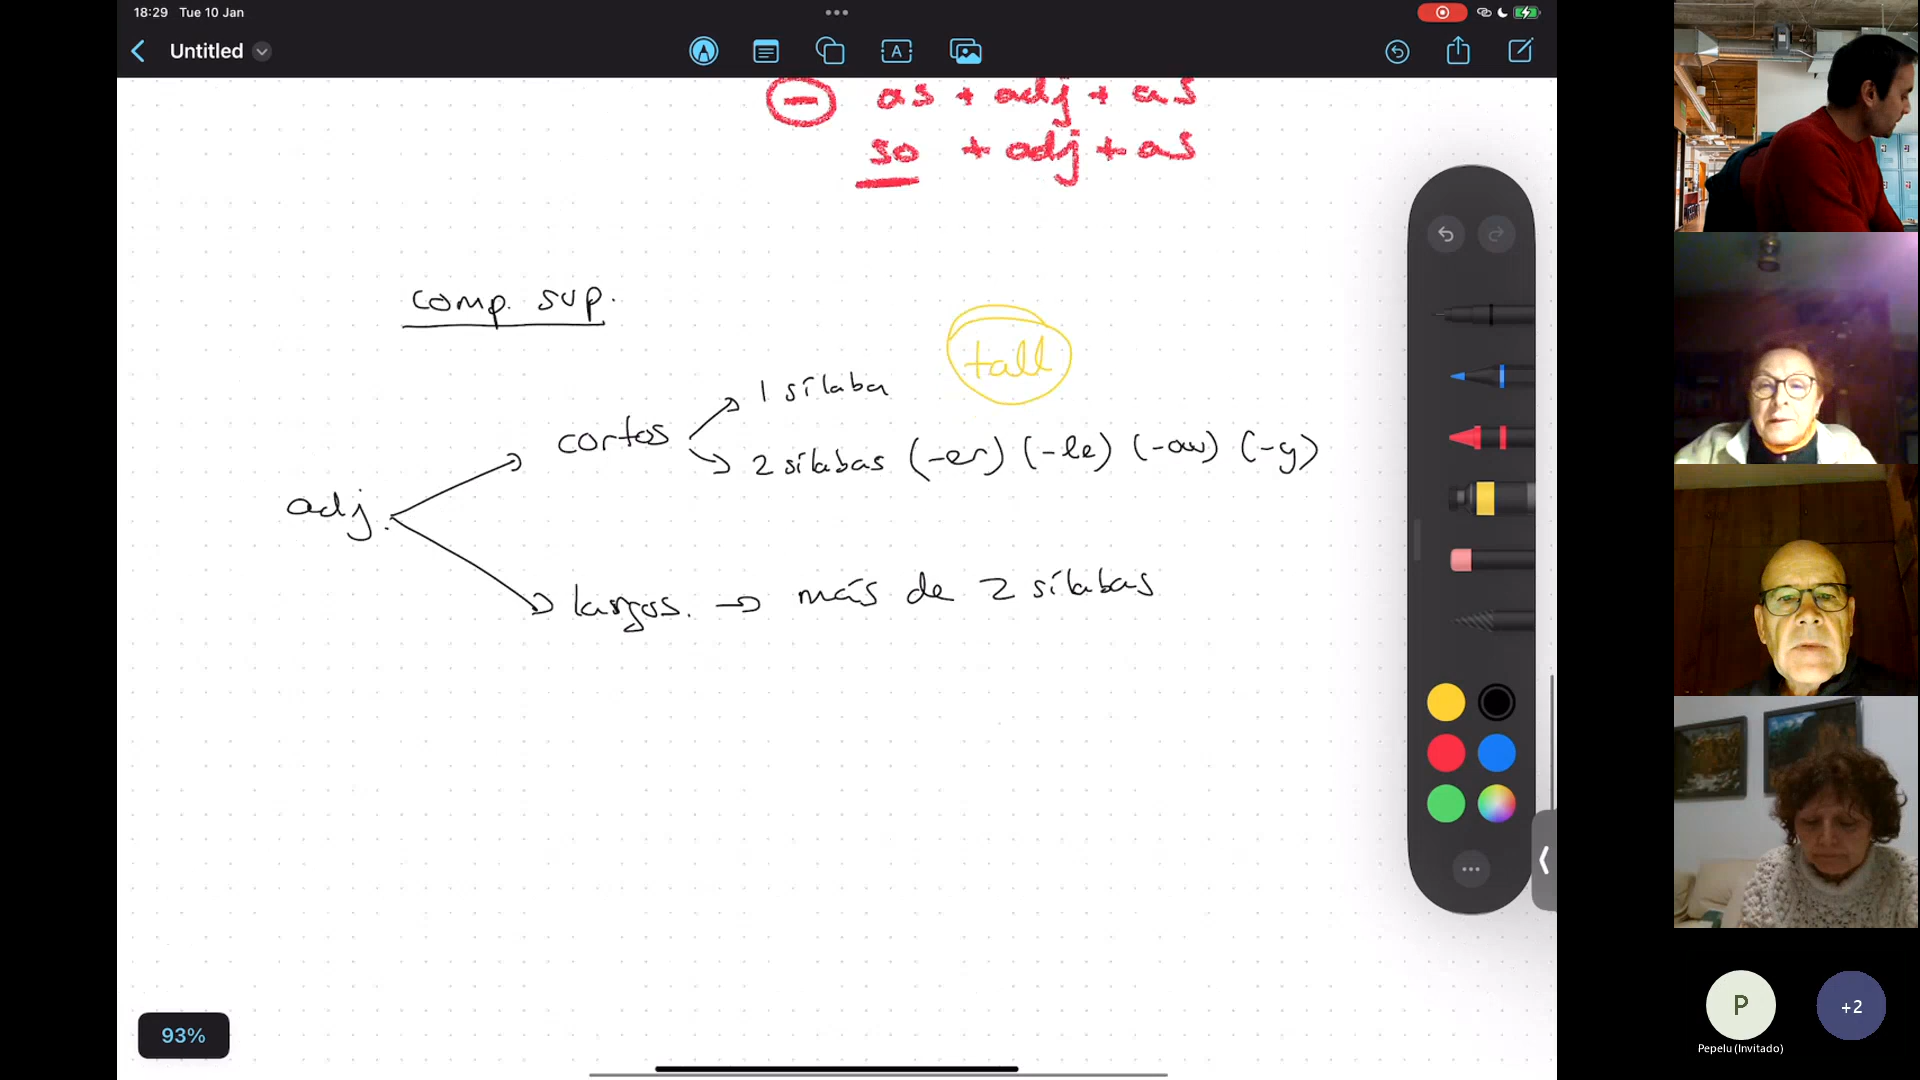 18:29 Tue 10 Jan
Untitled
A
as + adj + as
so + adj + as
comp. sup.
tall
1 sílaba
cortos
2 sílabas (-er) (-le) (-ow) (-y)
adj.
largos. → más de 2 sílabas
93%
P
+2
Pepelu (Invitado)